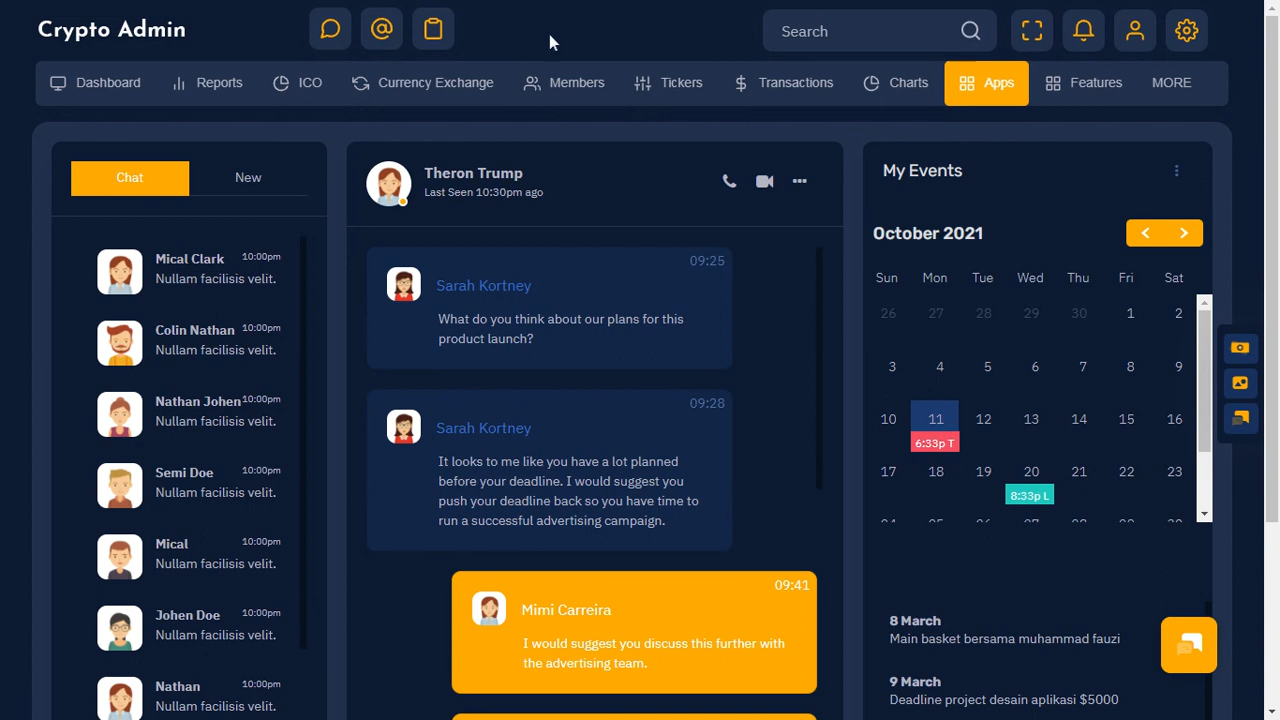 Crypto Admin
Search
Dashboard
Reports
ICO
Currency Exchange
Members
Tickers
Transactions
Charts
Apps
Features
MORE
Chat
New
Mical Clark
10:00pm
Nullam facilisis velit.
Colin Nathan
10:00pm
Nullam facilisis velit.
Nathan Johen
10:00pm
Nullam facilisis velit.
Semi Doe
10:00pm
Nullam facilisis velit.
Mical
10:00pm
Nullam facilisis velit.
Johen Doe
10:00pm
Nullam facilisis velit.
Nathan
10:00pm
Theron Trump
Last Seen 10:30pm ago
09:25
Sarah Kortney
What do you think about our plans for this
product launch?
09:28
Sarah Kortney
It looks to me like you have a lot planned
before your deadline. I would suggest you
push your deadline back so you have time to
run a successful advertising campaign.
09:41
Mimi Carreira
I would suggest you discuss this further with
the advertising team.
My Events
October 2021
Sun Mon Tue Wed Thu Fri Sat
26 27 28 29 30 1 2
3 4 5 6 7 8 9
10 11 12 13 14 15 16
6:33p T
17 18 19 20 21 22 23
8:33p L
8 March
Main basket bersama muhammad fauzi
9 March
Deadline project desain aplikasi $5000